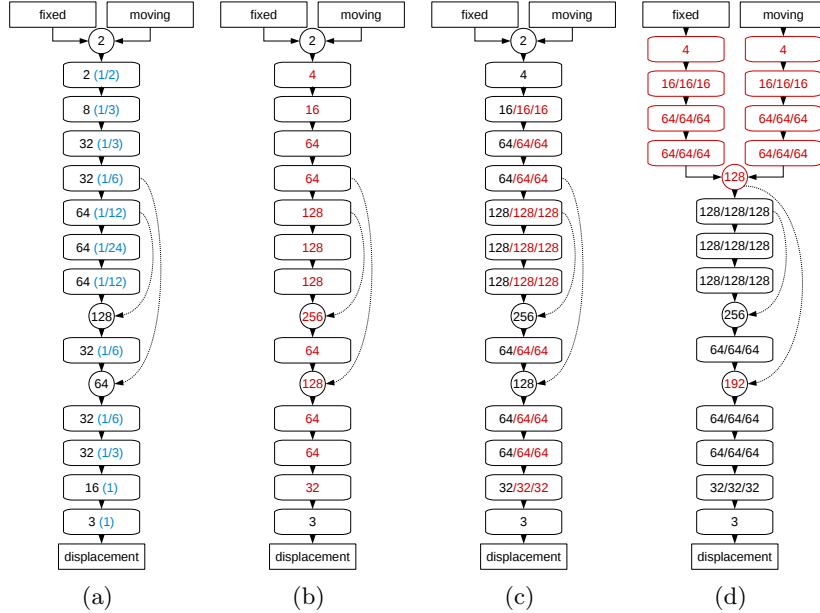 fixed moving fixed moving fixed moving fixed moving
2 2 2 4 4
2 (1/2) 4 4 16/16/16 16/16/16
8 (1/3) 16 16/16/16 64/64/64 64/64/64
32 (1/3) 64 64/64/64 64/64/64 64/64/64
32 (1/6) 64 64/64/64 128
64 (1/12) 128 128/128/128 128/128/128
64 (1/24) 128 128/128/128 128/128/128
64 (1/12) 128 128/128/128 128/128/128
128 256 256 256
32 (1/6) 64 64/64/64 64/64/64
64 128 128 192
32 (1/6) 64 64/64/64 64/64/64
32 (1/3) 64 64/64/64 64/64/64
16 (1) 32 32/32/32 32/32/32
3 (1) 3 3 3
displacement displacement displacement displacement
(a) (b) (c) (d)